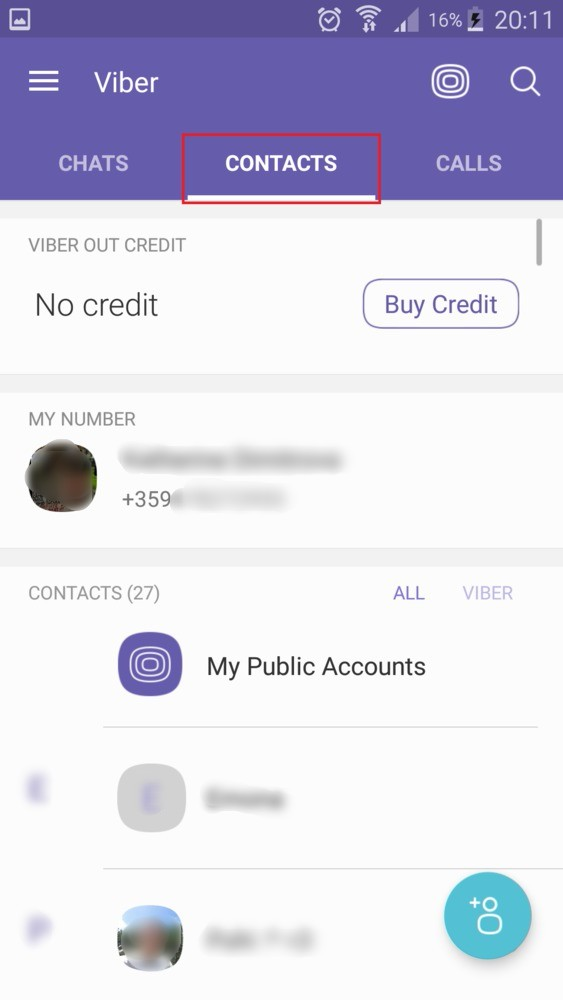 16% 20:11
Viber
CHATS CONTACTS CALLS
VIBER OUT CREDIT
No credit Buy Credit
MY NUMBER
+359
CONTACTS (27) ALL VIBER
My Public Accounts
E E
P